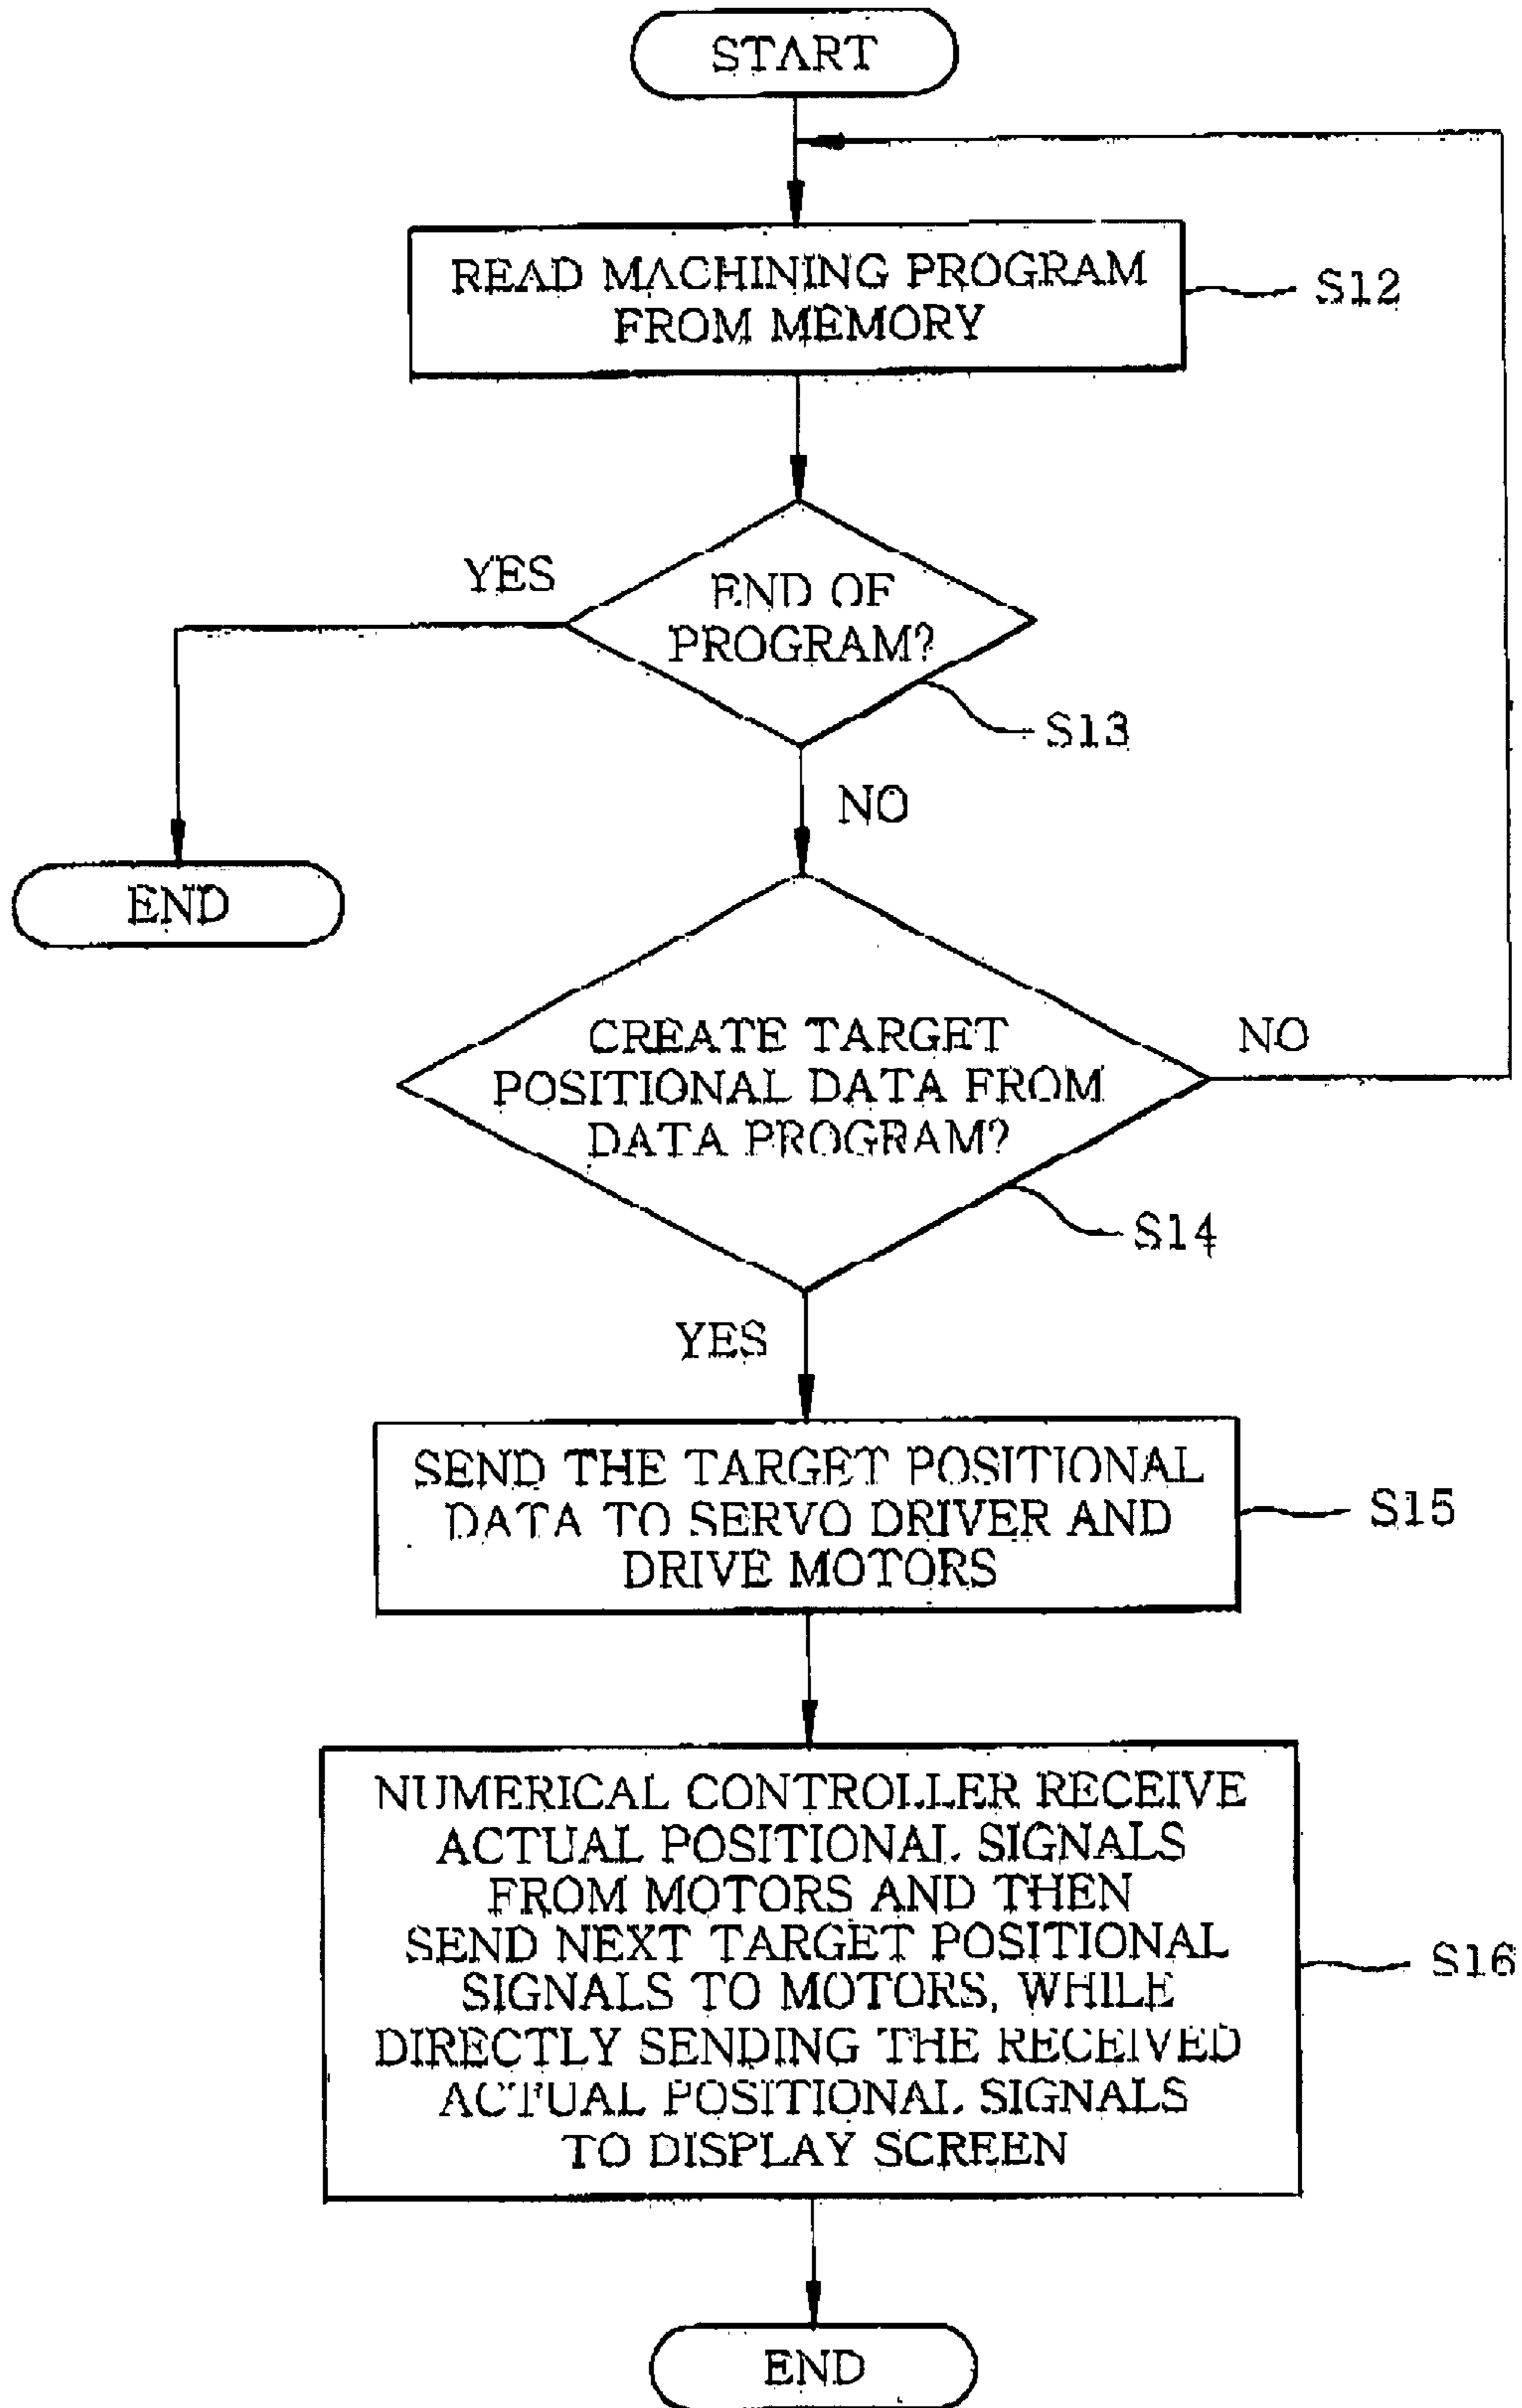 START
READ MACHINING PROGRAM
FROM MEMORY
S12
YES
END OF
PROGRAM?
S13
NO
END
CREATE TARGET
POSITIONAL DATA FROM
DATA PROGRAM?
NO
S14
YES
SEND THE TARGET POSITIONAL
DATA TO SERVO DRIVER AND
DRIVE MOTORS
S15
NUMERICAL CONTROLLER RECEIVE
ACTUAL POSITIONAL SIGNALS
FROM MOTORS AND THEN
SEND NEXT TARGET POSITIONAL
SIGNALS TO MOTORS, WHILE
DIRECTLY SENDING THE RECEIVED
ACTUAL POSITIONAL SIGNALS
TO DISPLAY SCREEN
S16
END